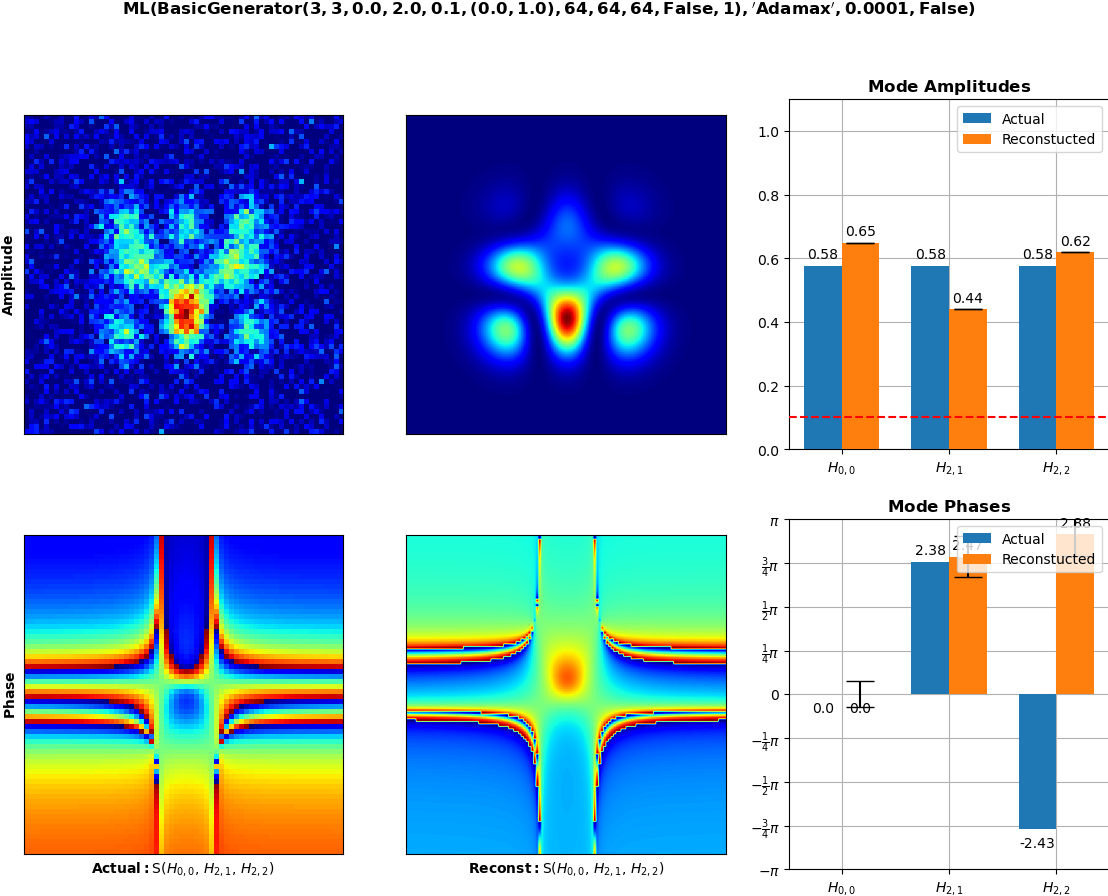 ML(BasicGenerator(3, 3, 0.0, 2.0, 0.1, (0.0, 1.0), 64, 64, 64, False, 1), ′Adamax′, 0.0001, False)
Amplitude
Mode Amplitudes
Actual
Reconstucted
1.0
0.8
0.6
0.4
0.2
0.0
0.58
0.65
0.58
0.44
0.58
0.62
H0,0
H2,1
H2,2
Phase
Actual: S(H0,0, H2,1, H2,2)
Reconst: S(H0,0, H2,1, H2,2)
Mode Phases
Actual
Reconstucted
π
3/4π
1/2π
1/4π
0
−1/4π
−1/2π
−3/4π
−π
0.0
0.0
2.38
-2.43
2.88
H0,0
H2,1
H2,2